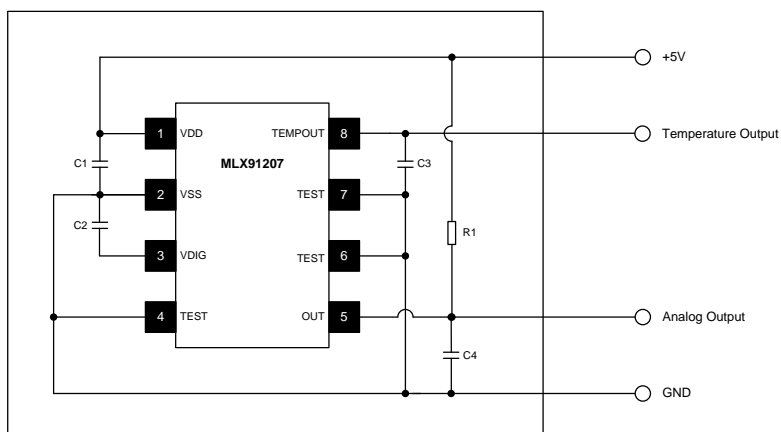 +5V
1 VDD TEMPOUT 8 Temperature Output
MLX91207
C1 C3
2 VSS TEST 7
C2 R1
3 VDIG TEST 6
4 TEST OUT 5 Analog Output
C4
GND